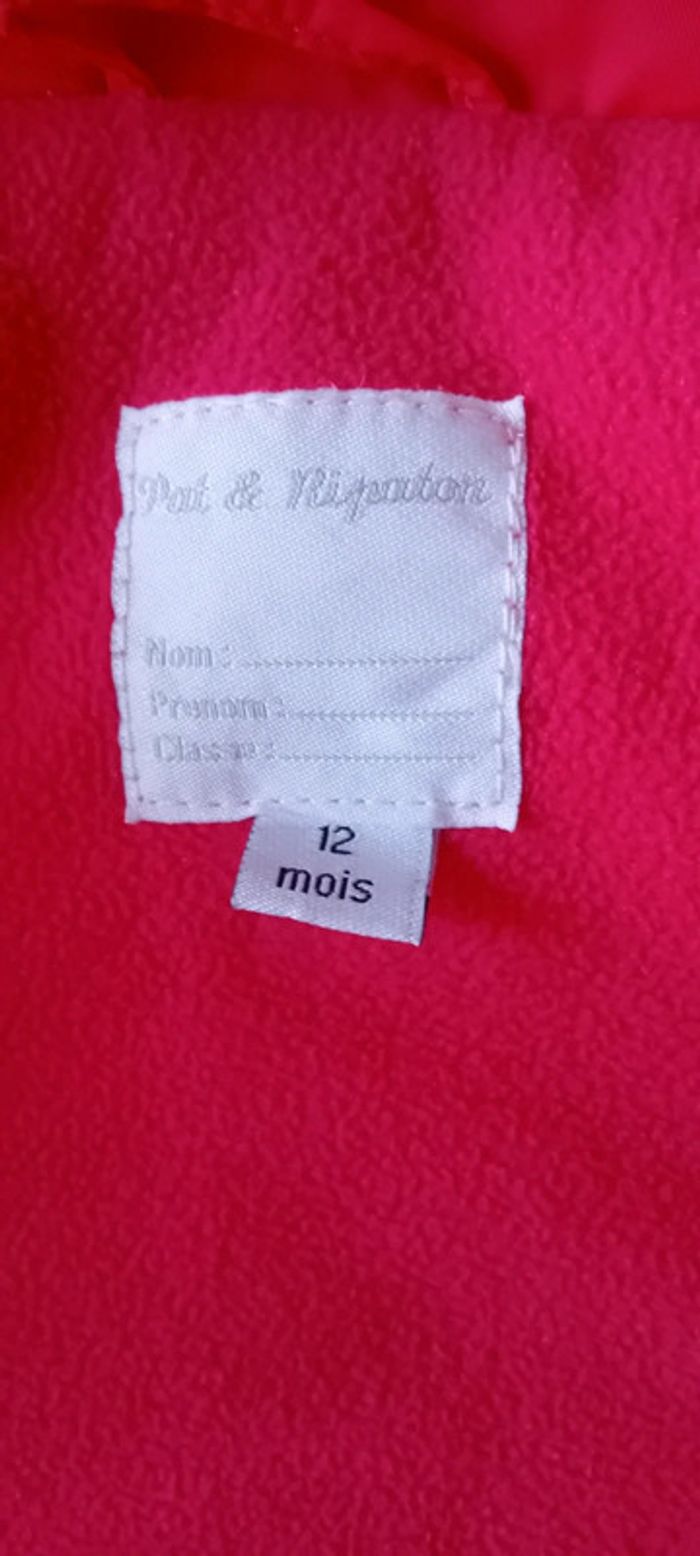 Pat & Ripaton
Nom :
Prenom :
Classe :
12
mois